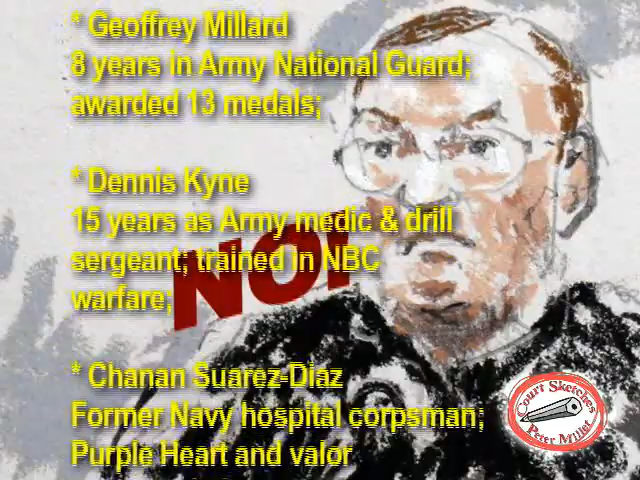 * Geoffrey Millard
8 years in Army National Guard;
awarded 13 medals;
* Dennis Kyne
15 years as Army medic & drill
sergeant; trained in NBC
warfare;
* Chanan Suarez-Diaz
Former Navy hospital corpsman;
Purple Heart and valor
Court Sketches
Peter Miller